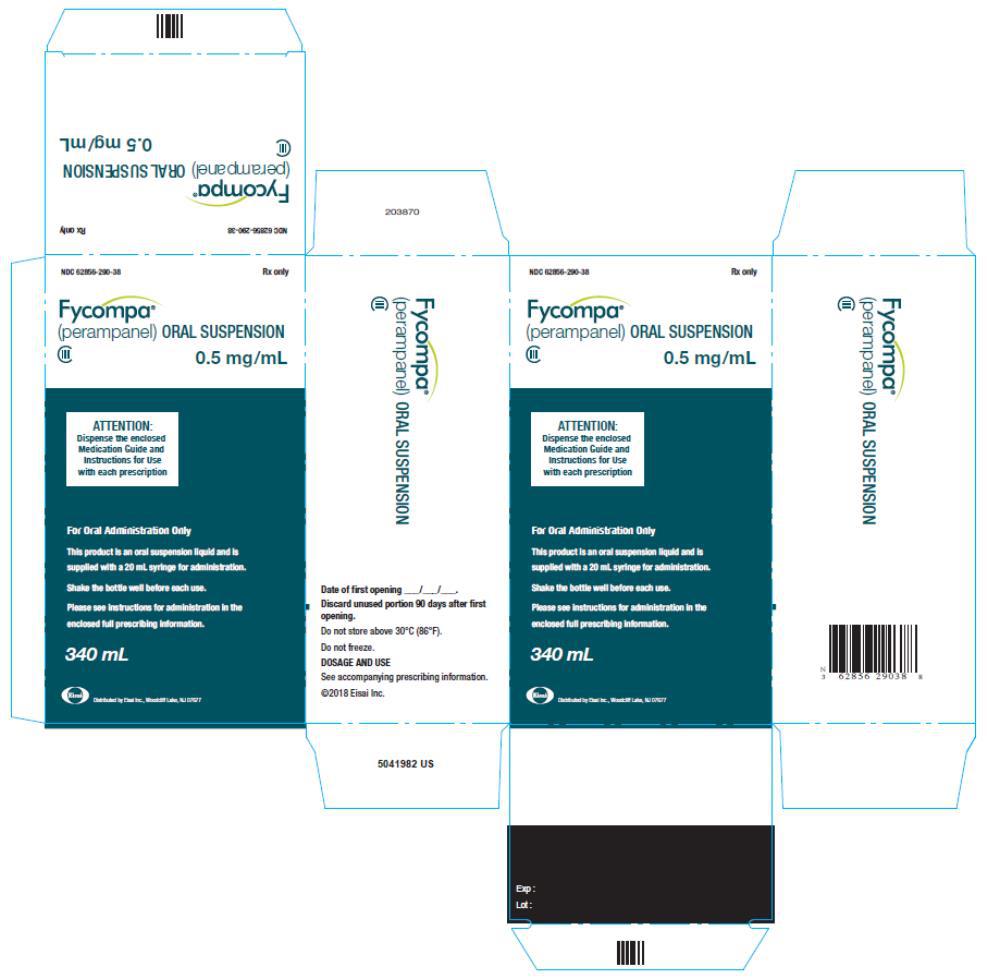 NDC 62856-290-38 Rx only
Fycompa®
(perampanel) ORAL SUSPENSION
CIII 0.5 mg/mL
203870
NDC 62856-290-38 Rx only
Fycompa®
(perampanel) ORAL SUSPENSION
CIII 0.5 mg/mL
ATTENTION:
Dispense the enclosed
Medication Guide and
Instructions for Use
with each prescription
For Oral Administration Only
This product is an oral suspension liquid and is
supplied with a 20 mL syringe for administration.
Shake the bottle well before each use.
Please see instructions for administration in the
enclosed full prescribing information.
340 mL
Eisai Distributed by Eisai Inc., Woodcliff Lake, NJ 07677
Fycompa®
(perampanel) ORAL SUSPENSION
CIII
Date of first opening ___/___/___.
Discard unused portion 90 days after first
opening.
Do not store above 30°C (86°F).
Do not freeze.
DOSAGE AND USE
See accompanying prescribing information.
©2018 Eisai Inc.
5041982 US
NDC 62856-290-38 Rx only
Fycompa®
(perampanel) ORAL SUSPENSION
CIII 0.5 mg/mL
ATTENTION:
Dispense the enclosed
Medication Guide and
Instructions for Use
with each prescription
For Oral Administration Only
This product is an oral suspension liquid and is
supplied with a 20 mL syringe for administration.
Shake the bottle well before each use.
Please see instructions for administration in the
enclosed full prescribing information.
340 mL
Eisai Distributed by Eisai Inc., Woodcliff Lake, NJ 07677
Exp :
Lot :
Fycompa®
(perampanel) ORAL SUSPENSION
CIII
N
3 62856 29038 8